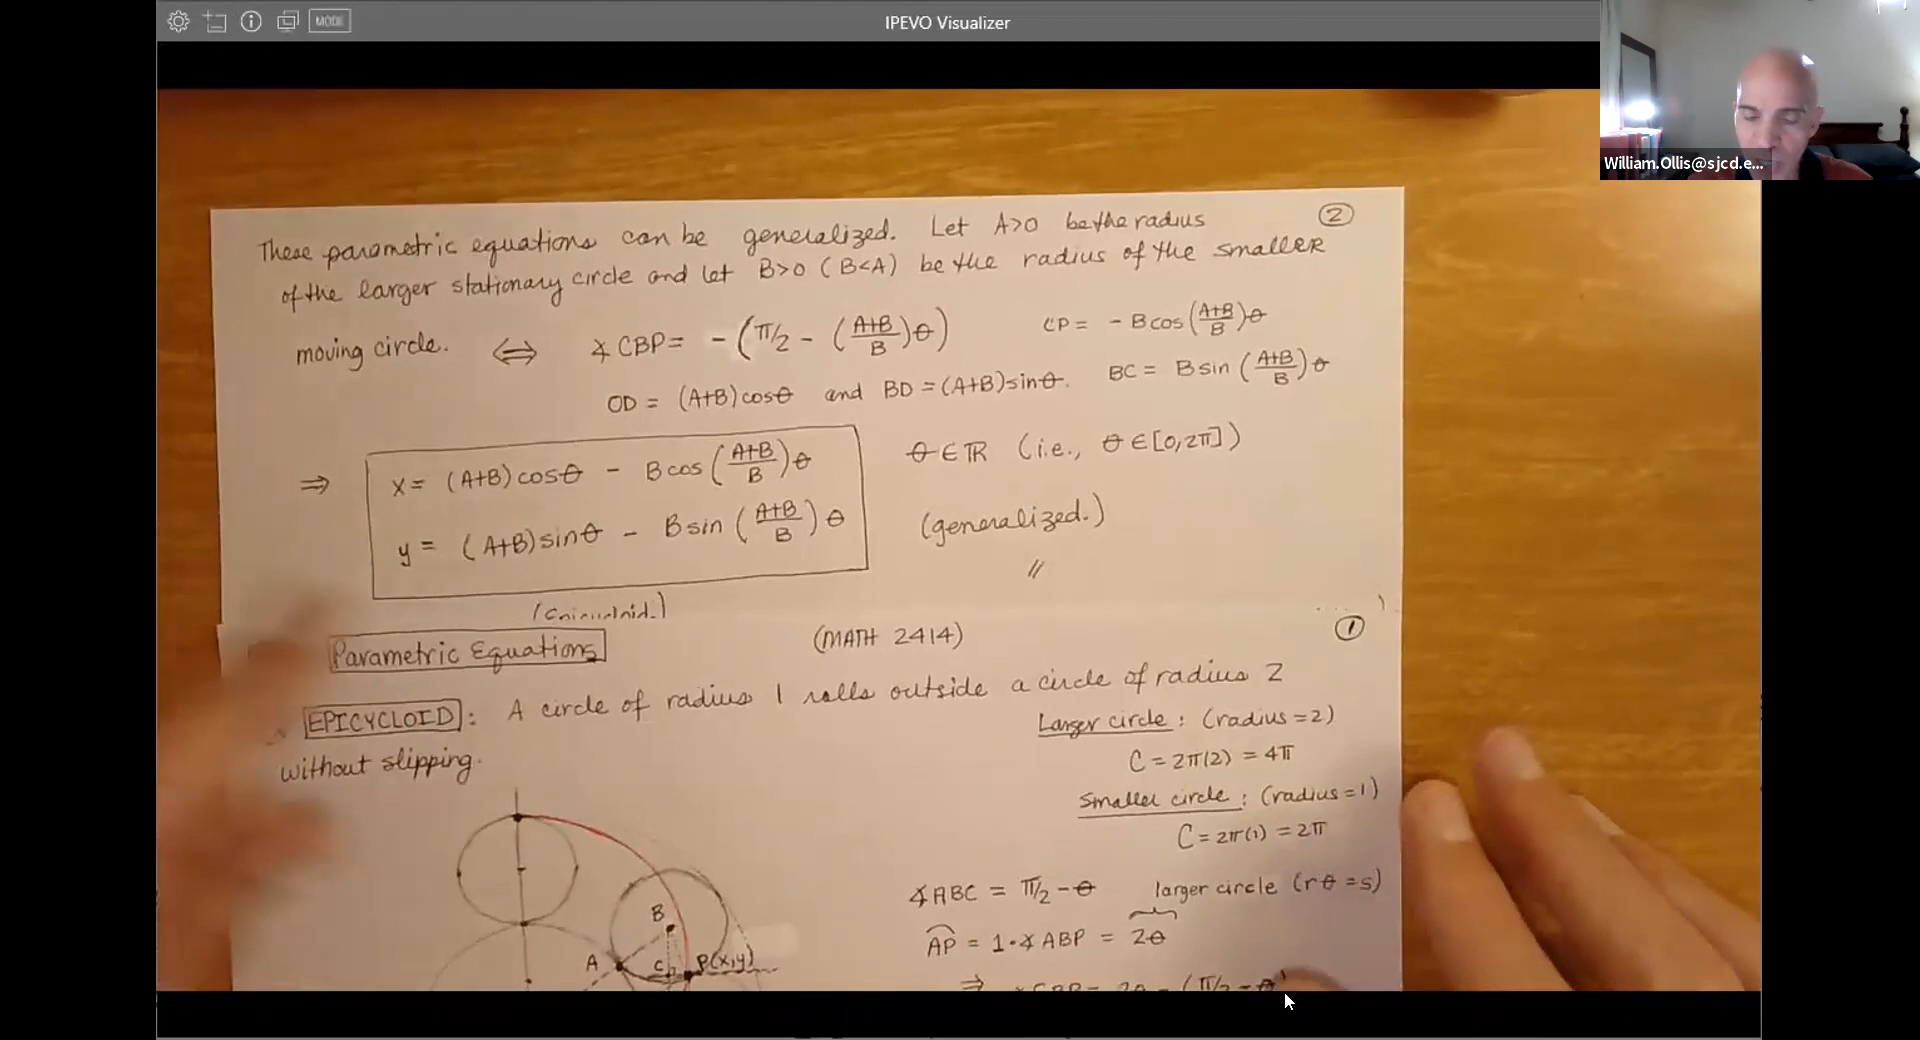 MODE
IPEVO Visualizer
William.Ollis@sjcd.e...
These parametric equations can be generalized. Let A>0 be the radius ②
of the larger stationary circle and let B>0 (B<A) be the radius of the smaller
moving circle. ⟺ ∡CBP = -(π/2 - (A+B/B)θ) CP = -Bcos(A+B/B)θ
OD = (A+B)cosθ and BD = (A+B)sinθ. BC = Bsin(A+B/B)θ
⇒ x = (A+B)cosθ - Bcos(A+B/B)θ θ∈ℝ (i.e., θ∈[0,2π])
y = (A+B)sinθ - Bsin(A+B/B)θ (generalized.)
//
Parametric Equations (MATH 2414) ①
EPICYCLOID: A circle of radius 1 rolls outside a circle of radius 2
without slipping.
Larger circle: (radius=2)
C = 2π(2) = 4π
Smaller circle: (radius=1)
C = 2π(1) = 2π
∡ABC = π/2 - θ larger circle (rθ=s)
AP = 1·∡ABP = 2θ
B
A C P(x,y)